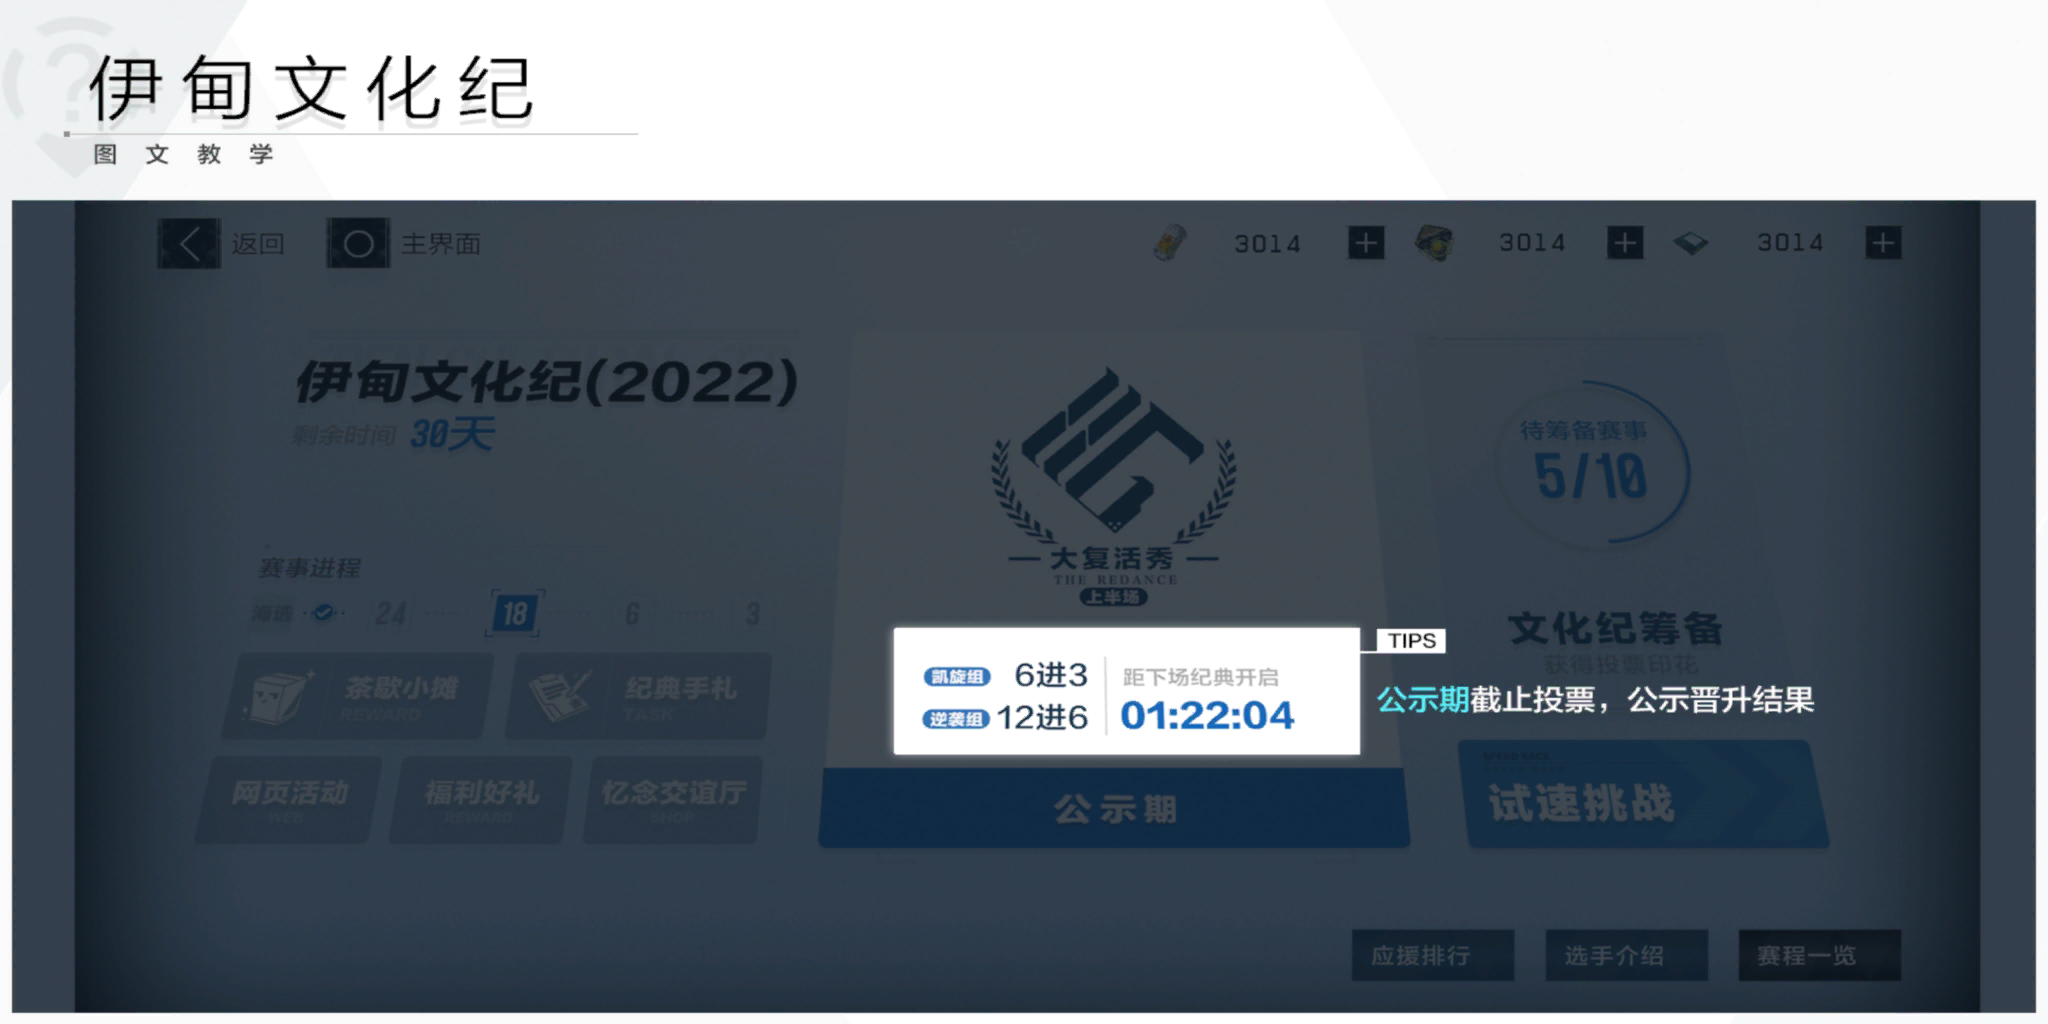 伊甸文化纪
图文教学
返回
主界面
3014
3014
3014
伊甸文化纪(2022)
剩余时间 30天
赛事进程
海选 24 18 6 3
茶歇小摊
REWARD
纪典手札
TASK
网页活动
WEB
福利好礼
REWARD
忆念交谊厅
SHOP
大复活秀
THE REDANCE
上半场
凯旋组 6进3
逆袭组 12进6
距下场纪典开启
01:22:04
公示期
TIPS
公示期截止投票，公示晋升结果
待筹备赛事
5/10
文化纪筹备
获得投票印花
试速挑战
应援排行
选手介绍
赛程一览